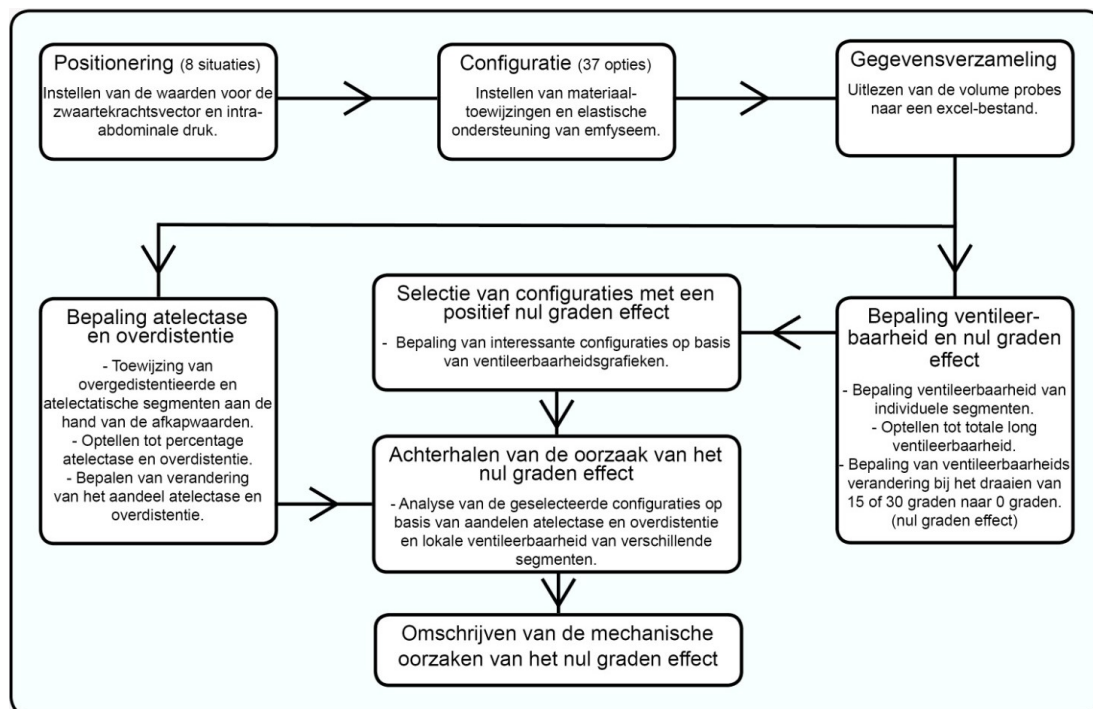 Positionering (8 situaties)
Instellen van de waarden voor de
zwaartekrachtsvector en intra-
abdominale druk.
Configuratie (37 opties)
Instellen van materiaal-
toewijzingen en elastische
ondersteuning van emfyseem.
Gegevensverzameling
Uitlezen van de volume probes
naar een excel-bestand.
Bepaling atelectase
en overdistentie
- Toewijzing van
overgedistentieerde en
atelectatische segmenten aan de
hand van de afkapwaarden.
- Optellen tot percentage
atelectase en overdistentie.
- Bepalen van verandering
van het aandeel atelectase en
overdistentie.
Selectie van configuraties met een
positief nul graden effect
- Bepaling van interessante configuraties op basis
van ventileerbaarheidsgrafieken.
Bepaling ventileer-
baarheid en nul graden
effect
- Bepaling ventileerbaarheid van
individuele segmenten.
- Optellen tot totale long
ventileerbaarheid.
- Bepaling van ventileerbaarheids
verandering bij het draaien van
15 of 30 graden naar 0 graden.
(nul graden effect)
Achterhalen van de oorzaak van het
nul graden effect
- Analyse van de geselecteerde configuraties op
basis van aandelen atelectase en overdistentie
en lokale ventileerbaarheid van verschillende
segmenten.
Omschrijven van de mechanische
oorzaken van het nul graden effect